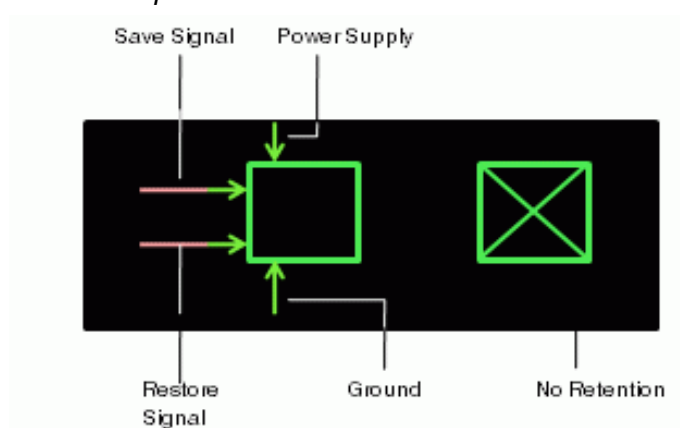 Save Signal
Power Supply
Restore
Signal
Ground
No Retention